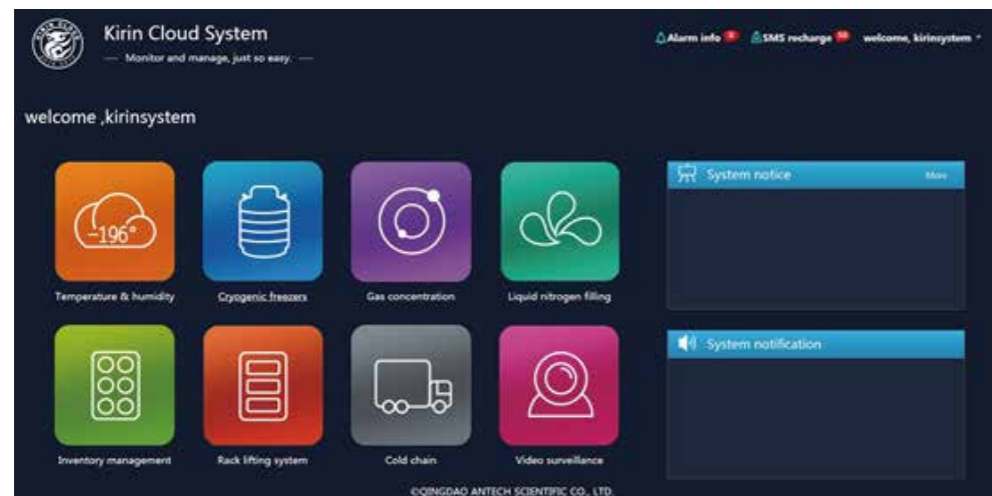 KIRIN CLOUD
Kirin Cloud System
— Monitor and manage, just so easy. —
Alarm info
SMS recharge
welcome, kirinsystem
welcome ,kirinsystem
-196°
Temperature & humidity
Cryogenic freezers
Gas concentration
Liquid nitrogen filling
System notice
More
Inventory management
Rack lifting system
Cold chain
Video surveillance
System notification
©QINGDAO ANTECH SCIENTIFIC CO., LTD.